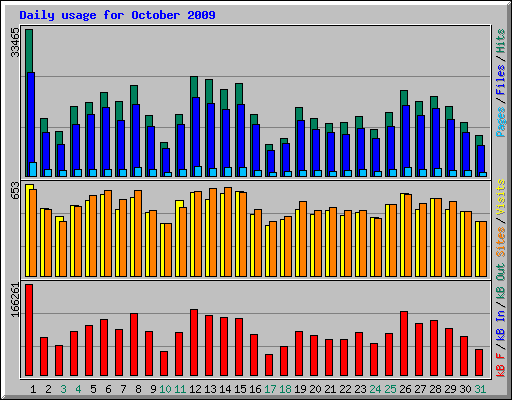 Daily usage for October 2009
33465
Pages / Files / Hits
653
Sites / Visits
166261
kB F / kB In / kB Out
1 2 3 4 5 6 7 8 9 10 11 12 13 14 15 16 17 18 19 20 21 22 23 24 25 26 27 28 29 30 31